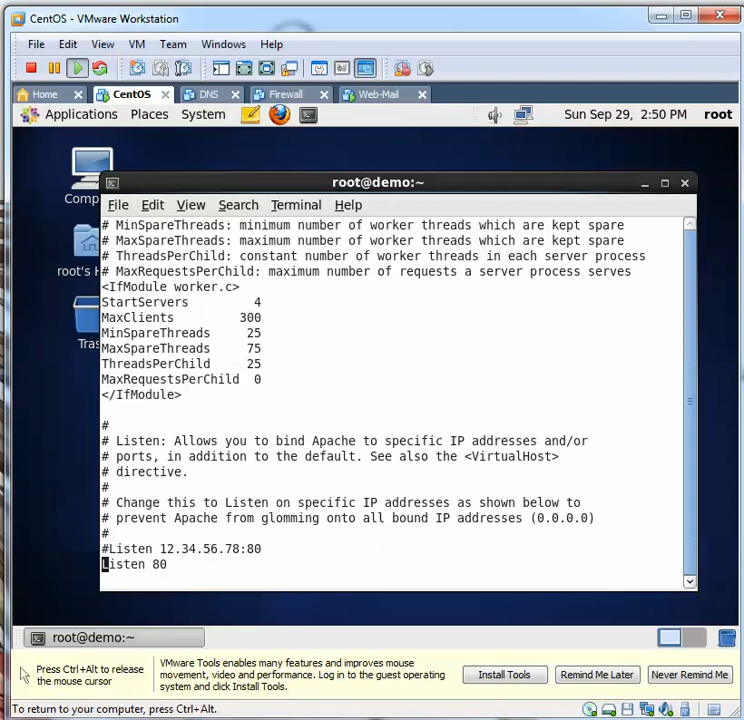 CentOS - VMware Workstation
File Edit View VM Team Windows Help
Home CentOS DNS Firewall Web-Mail
Applications Places System Sun Sep 29, 2:50 PM root
root@demo:~
File Edit View Search Terminal Help
Comp
root's H
Tras
# MinSpareThreads: minimum number of worker threads which are kept spare
# MaxSpareThreads: maximum number of worker threads which are kept spare
# ThreadsPerChild: constant number of worker threads in each server process
# MaxRequestsPerChild: maximum number of requests a server process serves
<IfModule worker.c>
StartServers 4
MaxClients 300
MinSpareThreads 25
MaxSpareThreads 75
ThreadsPerChild 25
MaxRequestsPerChild 0
</IfModule>
#
# Listen: Allows you to bind Apache to specific IP addresses and/or
# ports, in addition to the default. See also the <VirtualHost>
# directive.
#
# Change this to Listen on specific IP addresses as shown below to
# prevent Apache from glomming onto all bound IP addresses (0.0.0.0)
#
#Listen 12.34.56.78:80
Listen 80
root@demo:~
Press Ctrl+Alt to release
the mouse cursor
VMware Tools enables many features and improves mouse
movement, video and performance. Log in to the guest operating
system and click Install Tools.
Install Tools Remind Me Later Never Remind Me
To return to your computer, press Ctrl+Alt.